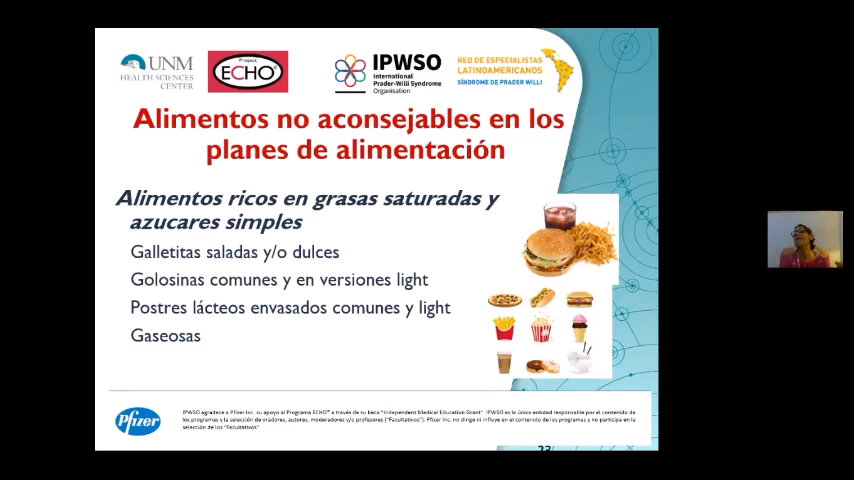 UNM
HEALTH SCIENCES
CENTER
Project
ECHO®
IPWSO
International
Prader-Willi Syndrome
Organisation
RED DE ESPECIALISTAS
LATINOAMERICANOS
SÍNDROME DE PRADER WILLI
Alimentos no aconsejables en los
planes de alimentación
Alimentos ricos en grasas saturadas y
azucares simples
Galletitas saladas y/o dulces
Golosinas comunes y en versiones light
Postres lácteos envasados comunes y light
Gaseosas
Pfizer
IPWSO agradece a Pfizer Inc. su apoyo al Programa ECHO® a través de su beca "Independent Medical Education Grant". IPWSO es la única entidad responsable por el contenido de
los programas y la selección de oradores, autores, moderadores y/o profesores ("Facultativos"). Pfizer Inc. no dirige ni influye en el contenido de los programas y no participa en la
selección de los "Facultativos".
23